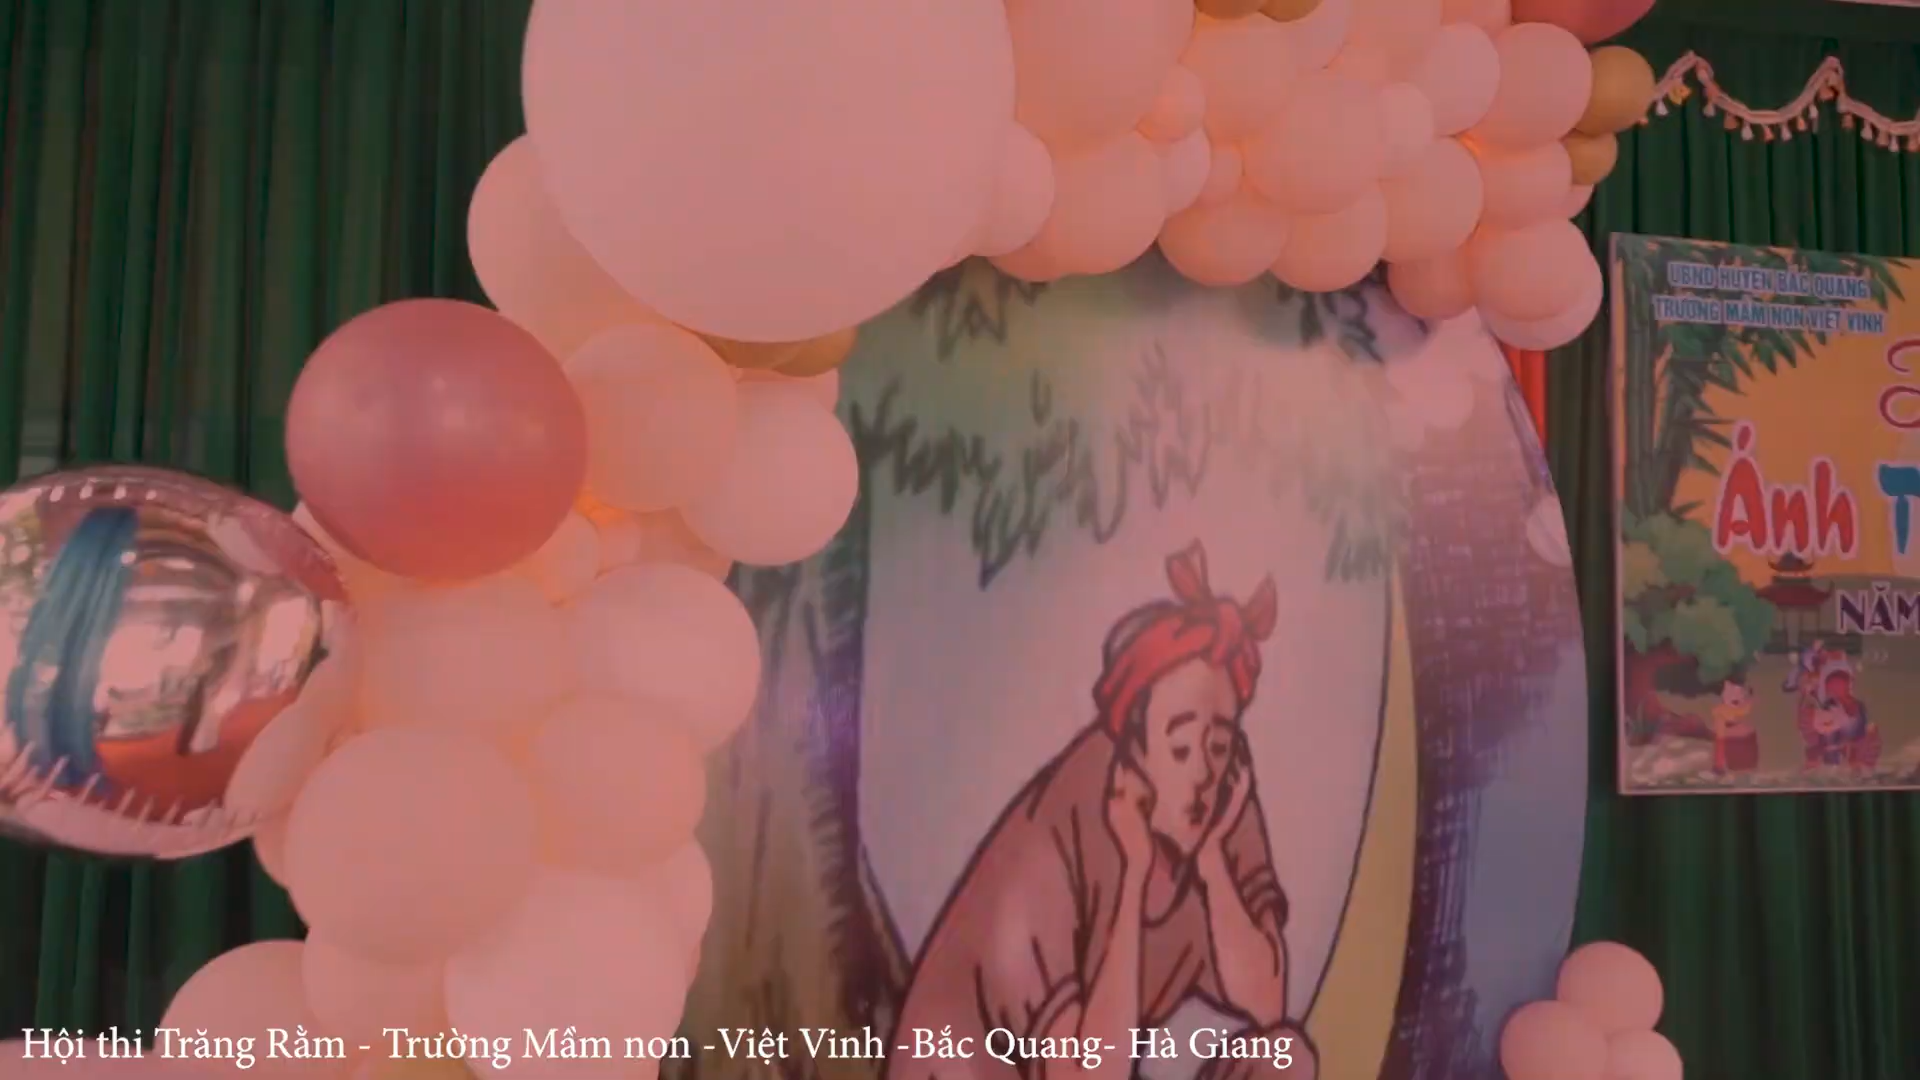 UBND HUYỆN BẮC QUANG
TRƯỜNG MẦM NON VIỆT VINH
Ánh
NĂM
Hội thi Trăng Rằm - Trường Mầm non -Việt Vinh -Bắc Quang- Hà Giang